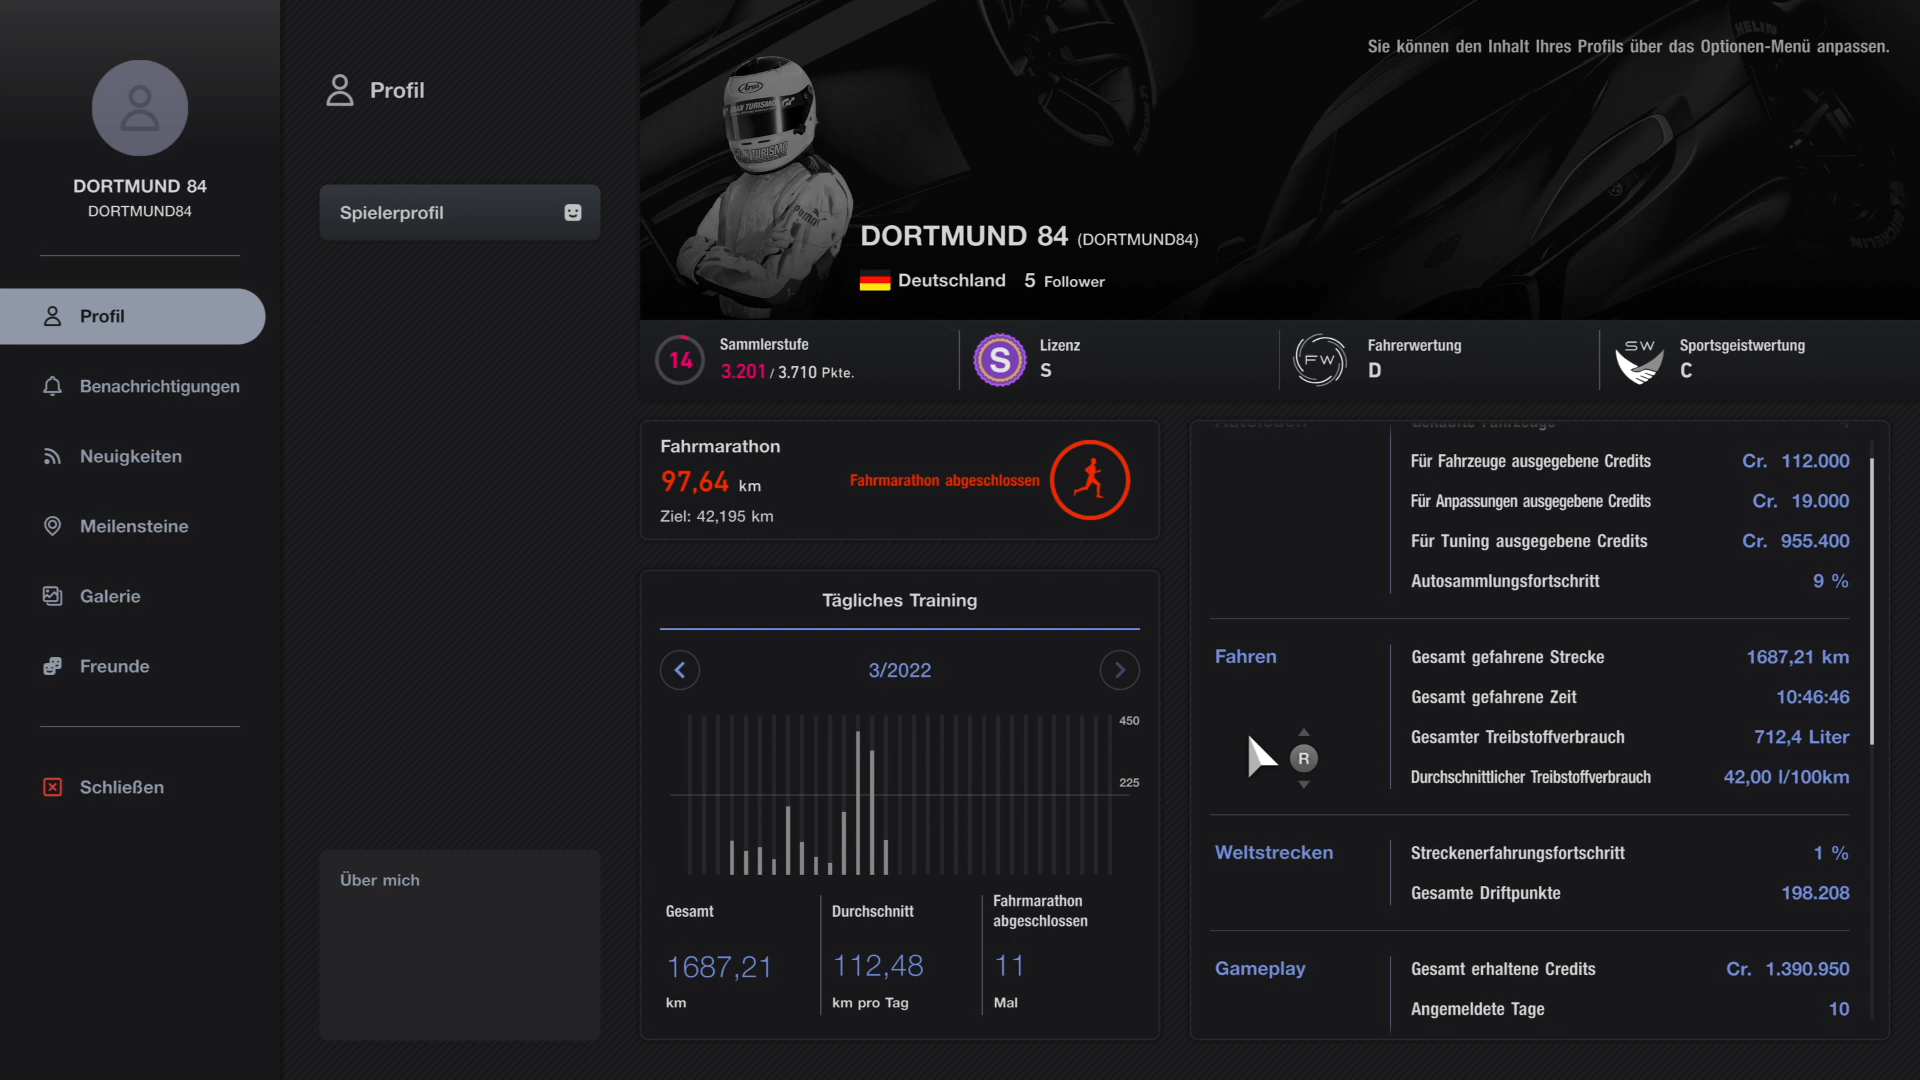 DORTMUND 84
DORTMUND84
Profil
Benachrichtigungen
Neuigkeiten
Meilensteine
Galerie
Freunde
Schließen
Profil
Spielerprofil
Über mich
Sie können den Inhalt Ihres Profils über das Optionen-Menü anpassen.
DORTMUND 84 (DORTMUND84)
Deutschland 5 Follower
14
Sammlerstufe
3.201 / 3.710 Pkte.
S
Lizenz
S
FW
Fahrerwertung
D
SW
Sportsgeistwertung
C
Fahrmarathon
97,64 km
Ziel: 42,195 km
Fahrmarathon abgeschlossen
Tägliches Training
3/2022
450
225
Gesamt
1687,21
km
Durchschnitt
112,48
km pro Tag
Fahrmarathon
abgeschlossen
11
Mal
Für Fahrzeuge ausgegebene Credits Cr. 112.000
Für Anpassungen ausgegebene Credits Cr. 19.000
Für Tuning ausgegebene Credits Cr. 955.400
Autosammlungsfortschritt 9 %
Fahren
Gesamt gefahrene Strecke 1687,21 km
Gesamt gefahrene Zeit 10:46:46
Gesamter Treibstoffverbrauch 712,4 Liter
Durchschnittlicher Treibstoffverbrauch 42,00 l/100km
R
Weltstrecken
Streckenerfahrungsfortschritt 1 %
Gesamte Driftpunkte 198.208
Gameplay
Gesamt erhaltene Credits Cr. 1.390.950
Angemeldete Tage 10